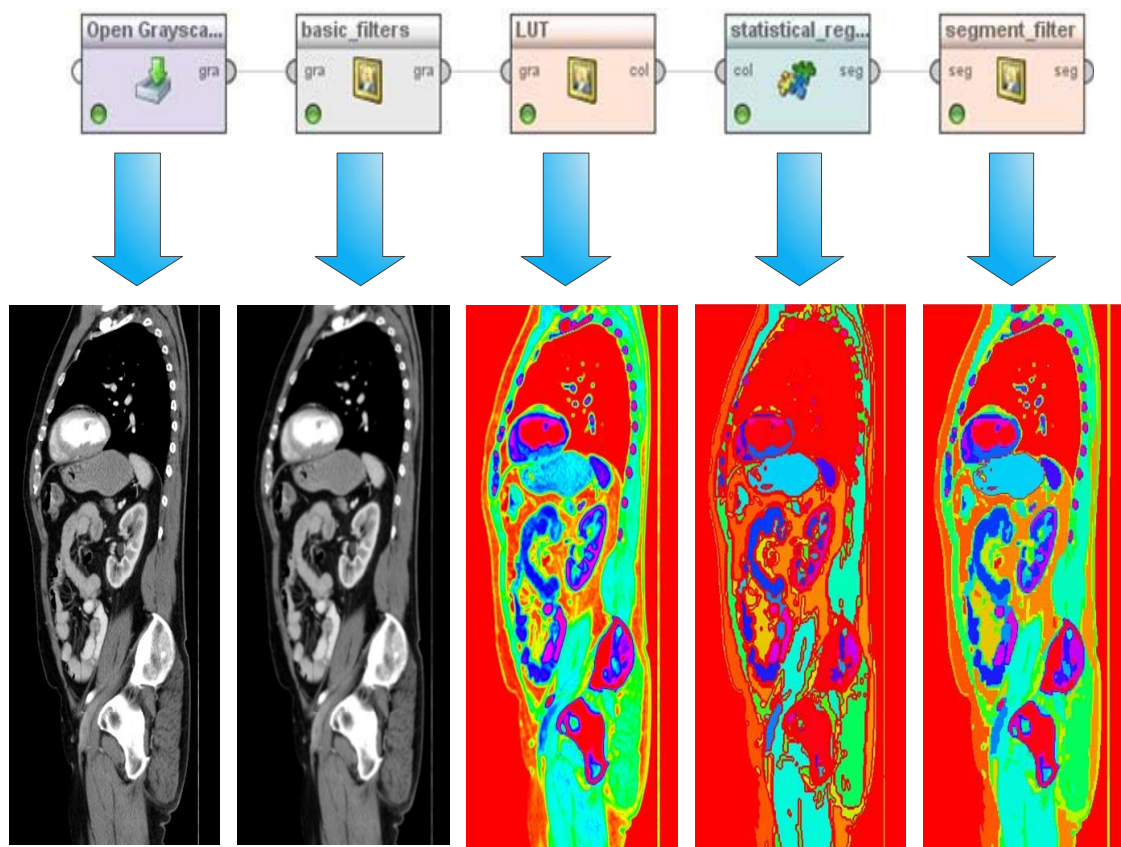 Open Graysca...
basic_filters
LUT
statistical_reg...
segment_filter
gra
gra
gra
gra
col
col
seg
seg
seg